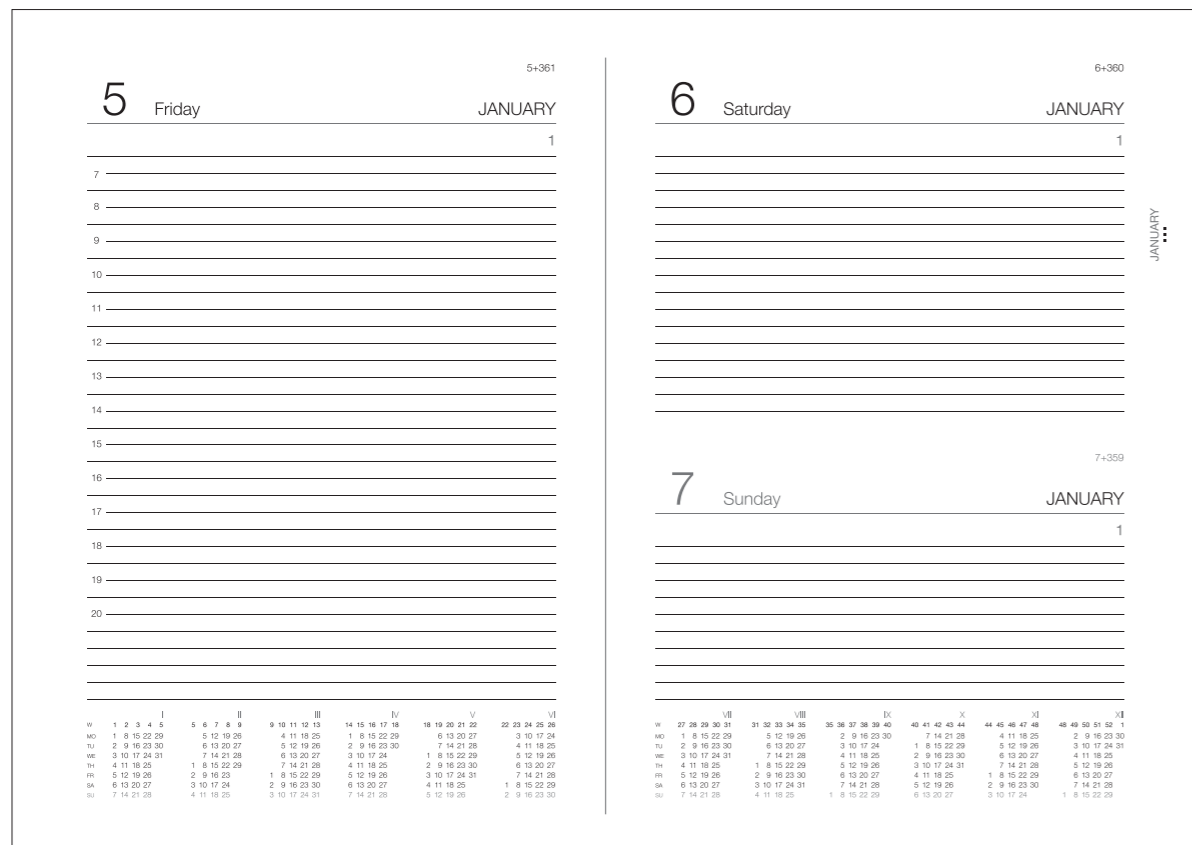 5+361
5 Friday JANUARY
1
7
8
9
10
11
12
13
14
15
16
17
18
19
20
I II III IV V VI
W 1 2 3 4 5 5 6 7 8 9 9 10 11 12 13 14 15 16 17 18 18 19 20 21 22 22 23 24 25 26
MO 1 8 15 22 29 5 12 19 26 4 11 18 25 1 8 15 22 29 6 13 20 27 3 10 17 24
TU 2 9 16 23 30 6 13 20 27 5 12 19 26 2 9 16 23 30 7 14 21 28 4 11 18 25
WE 3 10 17 24 31 7 14 21 28 6 13 20 27 3 10 17 24 1 8 15 22 29 5 12 19 26
TH 4 11 18 25 1 8 15 22 29 7 14 21 28 4 11 18 25 2 9 16 23 30 6 13 20 27
FR 5 12 19 26 2 9 16 23 1 8 15 22 29 5 12 19 26 3 10 17 24 31 7 14 21 28
SA 6 13 20 27 3 10 17 24 2 9 16 23 30 6 13 20 27 4 11 18 25 1 8 15 22 29
SU 7 14 21 28 4 11 18 25 3 10 17 24 31 7 14 21 28 5 12 19 26 2 9 16 23 30
6+360
6 Saturday JANUARY
1
JANUARY
7+359
7 Sunday JANUARY
1
VII VIII IX X XI XII
W 27 28 29 30 31 31 32 33 34 35 35 36 37 38 39 40 40 41 42 43 44 44 45 46 47 48 48 49 50 51 52 1
MO 1 8 15 22 29 5 12 19 26 2 9 16 23 30 7 14 21 28 4 11 18 25 2 9 16 23 30
TU 2 9 16 23 30 6 13 20 27 3 10 17 24 1 8 15 22 29 5 12 19 26 3 10 17 24 31
WE 3 10 17 24 31 7 14 21 28 4 11 18 25 2 9 16 23 30 6 13 20 27 4 11 18 25
TH 4 11 18 25 1 8 15 22 29 5 12 19 26 3 10 17 24 31 7 14 21 28 5 12 19 26
FR 5 12 19 26 2 9 16 23 30 6 13 20 27 4 11 18 25 1 8 15 22 29 6 13 20 27
SA 6 13 20 27 3 10 17 24 31 7 14 21 28 5 12 19 26 2 9 16 23 30 7 14 21 28
SU 7 14 21 28 4 11 18 25 1 8 15 22 29 6 13 20 27 3 10 17 24 1 8 15 22 29